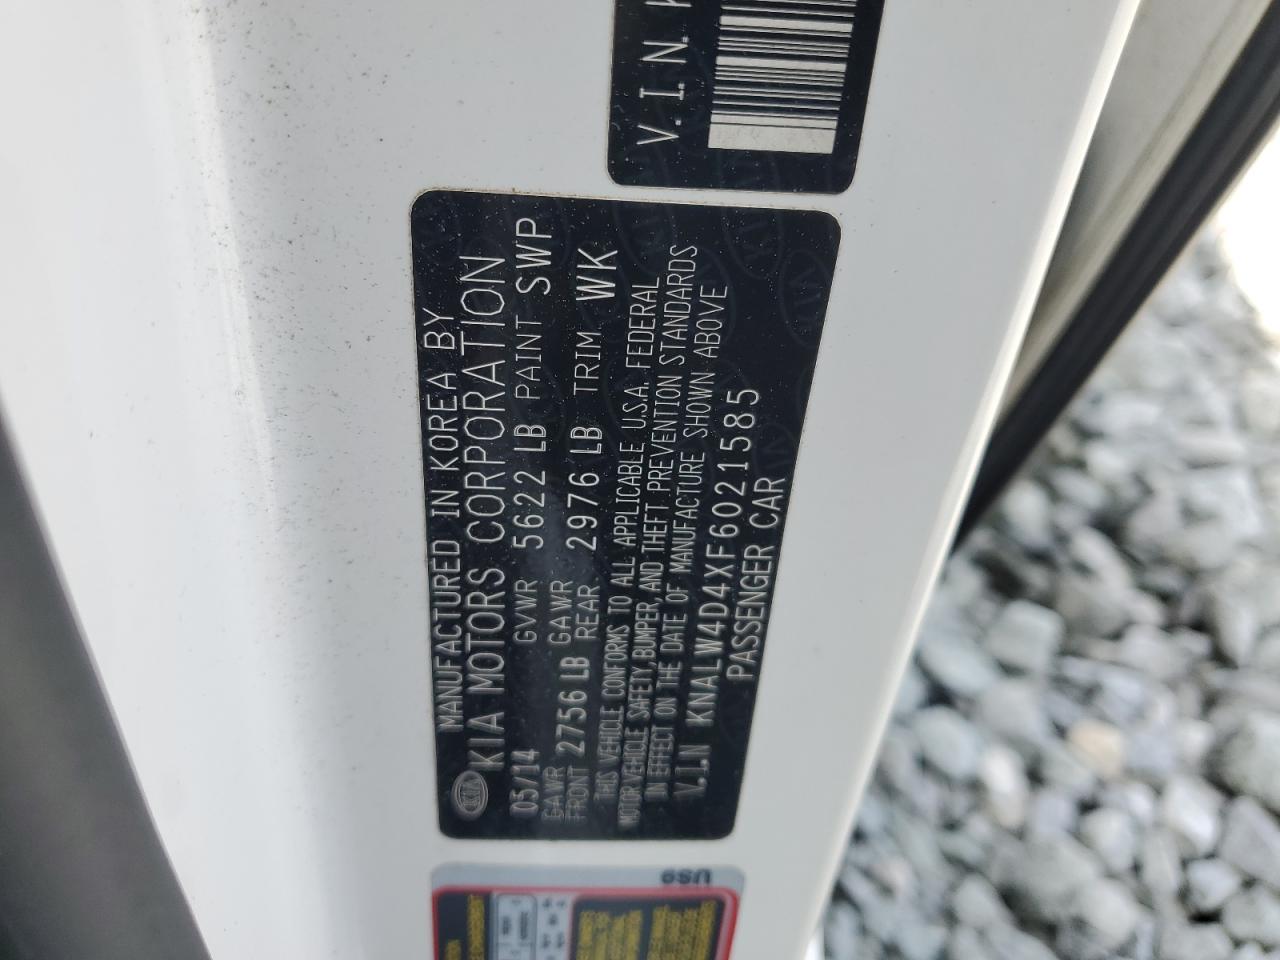 V.I.N.
MANUFACTURED IN KOREA BY
KIA MOTORS CORPORATION
05/14 GVWR 5622 LB PAINT SWP
GAWR GAWR
FRONT 2756 LB REAR 2976 LB TRIM WK
THIS VEHICLE CONFORMS TO ALL APPLICABLE U.S.A. FEDERAL
MOTOR VEHICLE SAFETY, BUMPER, AND THEFT PREVENTION STANDARDS
IN EFFECT ON THE DATE OF MANUFACTURE SHOWN ABOVE
V.I.N KNALW4D4XF6021585
PASSENGER CAR
KIA